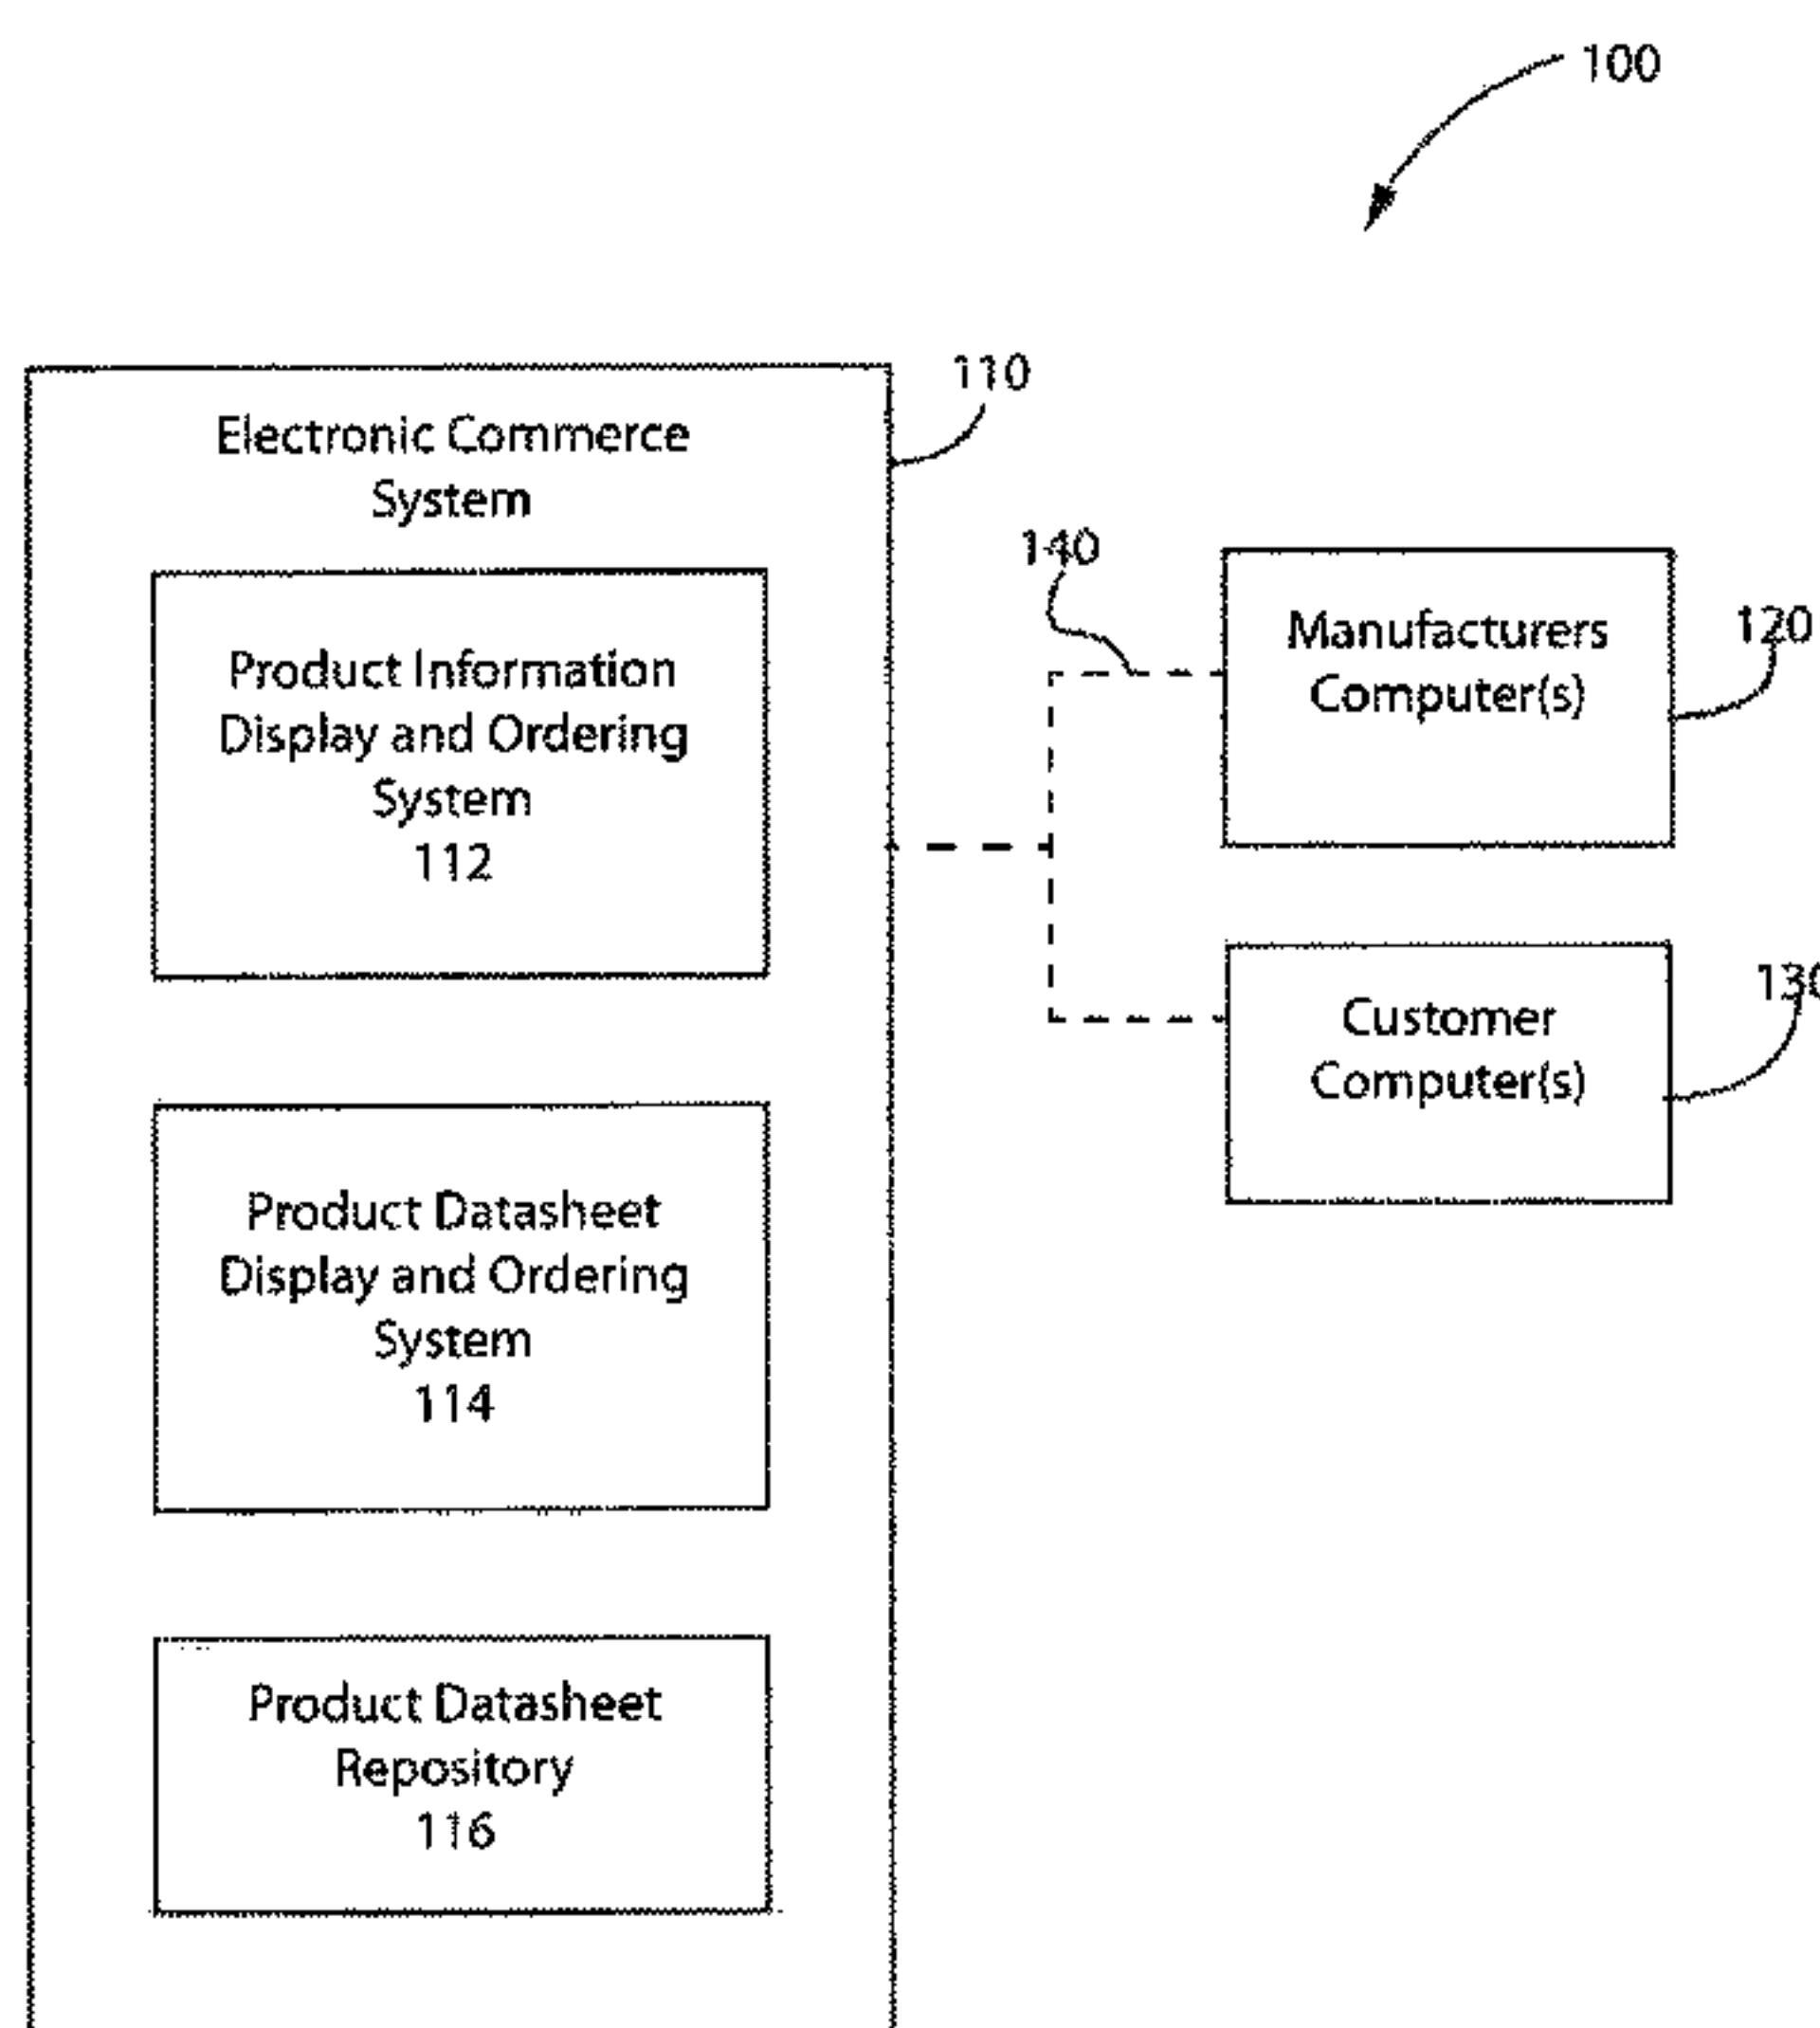 100
110
Electronic Commerce
System
Product Information
Display and Ordering
System
112
Product Datasheet
Display and Ordering
System
114
Product Datasheet
Repository
116
140
Manufacturers
Computer(s)
120
Customer
Computer(s)
130